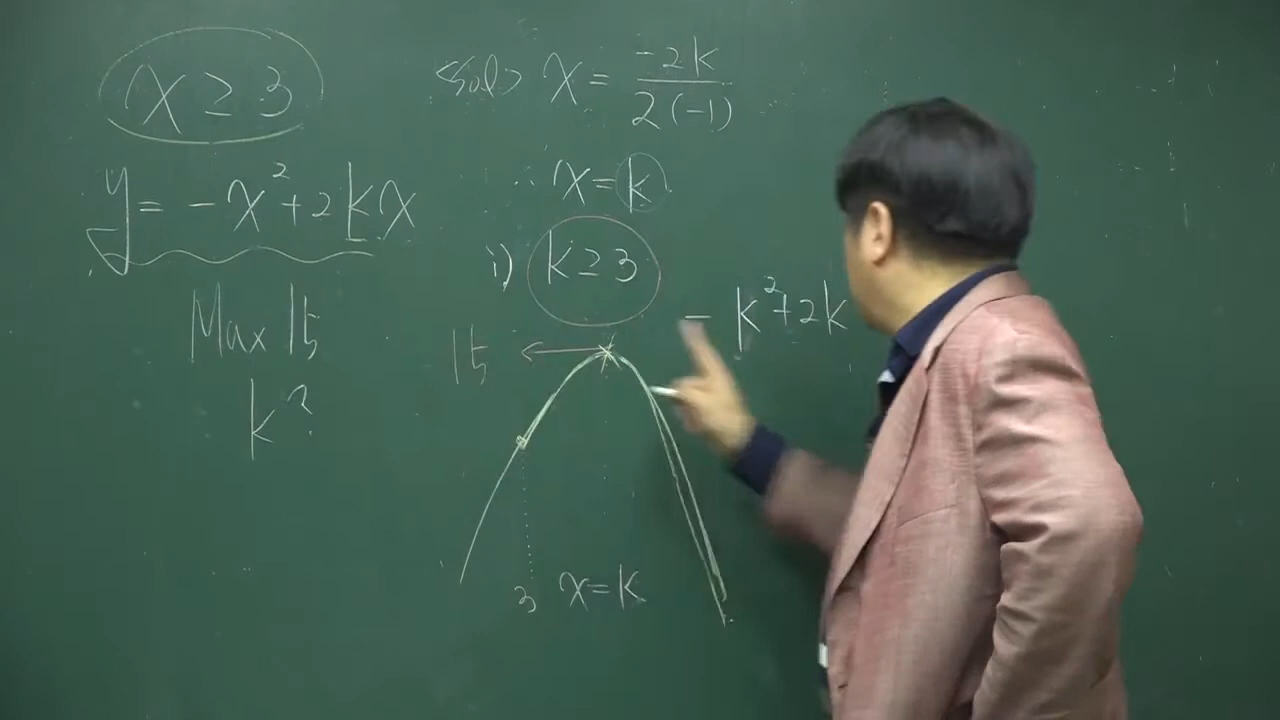 x ≥ 3
y = -x² + 2kx
Max 15
k?
<sol> x = -2k / 2(-1)
∴ x = k
i) k ≥ 3
- k² + 2k
15
3 x = k